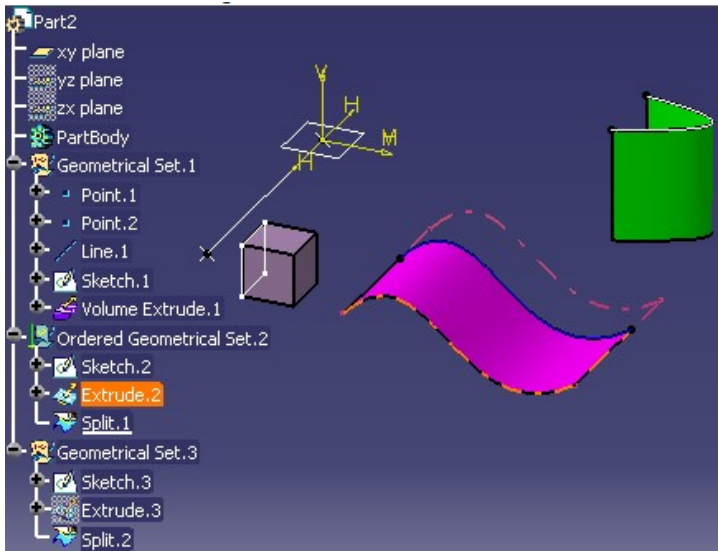 Part2
xy plane
yz plane
zx plane
PartBody
Geometrical Set.1
Point.1
Point.2
Line.1
Sketch.1
Volume Extrude.1
Ordered Geometrical Set.2
Sketch.2
Extrude.2
Split.1
Geometrical Set.3
Sketch.3
Extrude.3
Split.2
V
H
M
H